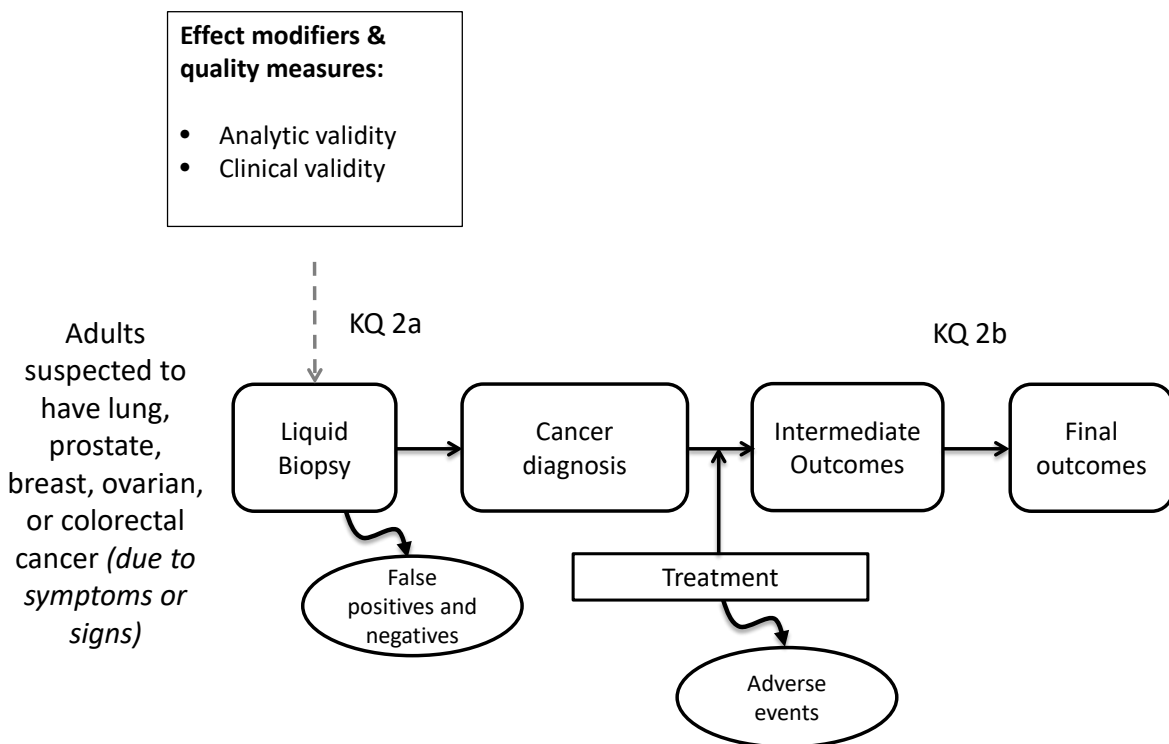 Effect modifiers &
quality measures:
• Analytic validity
• Clinical validity
KQ 2a
KQ 2b
Adults
suspected to
have lung,
prostate,
breast, ovarian,
or colorectal
cancer (due to
symptoms or
signs)
Liquid
Biopsy
Cancer
diagnosis
Intermediate
Outcomes
Final
outcomes
False
positives and
negatives
Treatment
Adverse
events